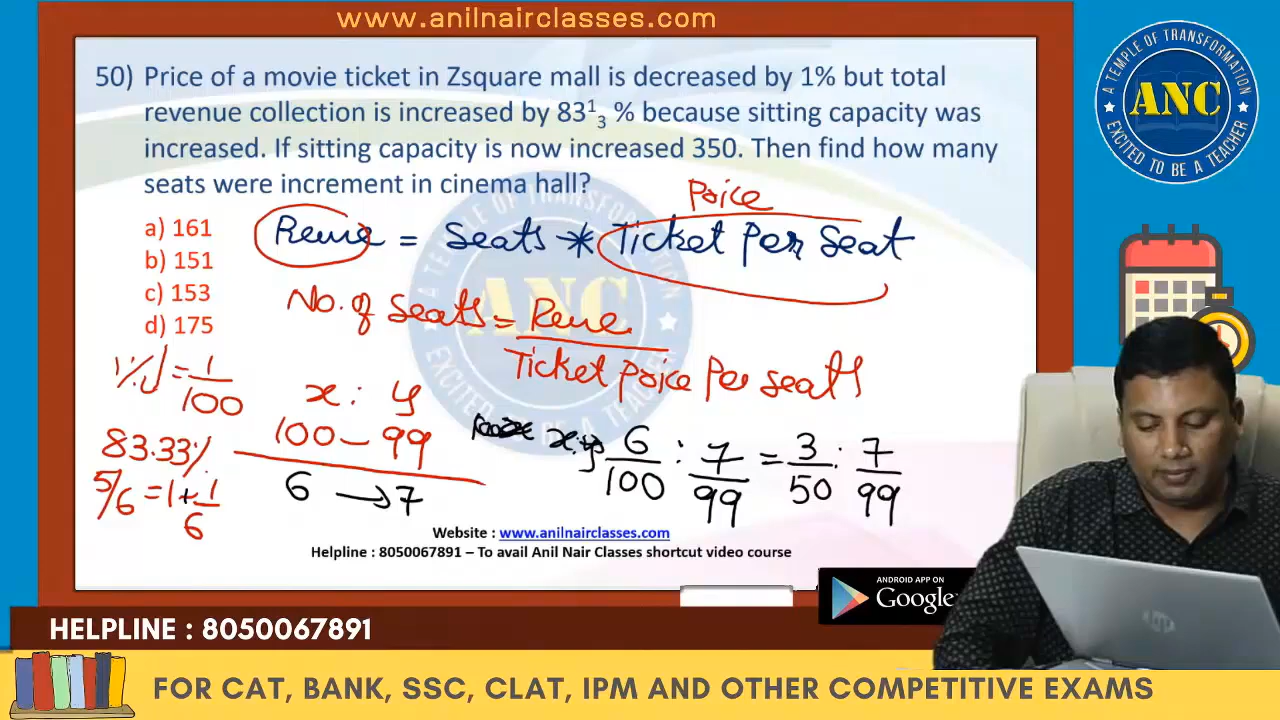 www.anilnairclasses.com
50) Price of a movie ticket in Zsquare mall is decreased by 1% but total
revenue collection is increased by 83¹₃ % because sitting capacity was
increased. If sitting capacity is now increased 350. Then find how many
seats were increment in cinema hall?
a) 161
b) 151
c) 153
d) 175
Price
Reve = Seats * Ticket Per Seat
No. of Seats = Reve
Ticket price Per seats
1%↓ = 1/100
83.33%
5/6 = 1 + 1/6
x : y
100 – 99
6 → 7
x:y 6/100 : 7/99 = 3/50 : 7/99
Website : www.anilnairclasses.com
Helpline : 8050067891 – To avail Anil Nair Classes shortcut video course
A TEMPLE OF TRANSFORMATION
ANC
EXCITED TO BE A TEACHER
ANDROID APP ON
Google
HELPLINE : 8050067891
FOR CAT, BANK, SSC, CLAT, IPM AND OTHER COMPETITIVE EXAMS